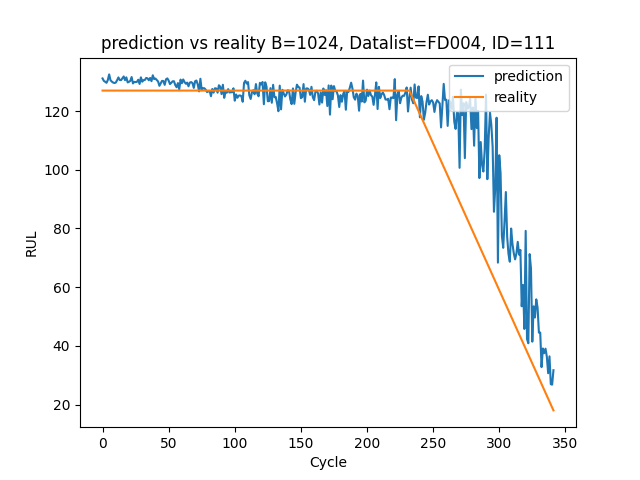 prediction vs reality B=1024, Datalist=FD004, ID=111
prediction
reality
RUL
120
100
80
60
40
20
0 50 100 150 200 250 300 350
Cycle